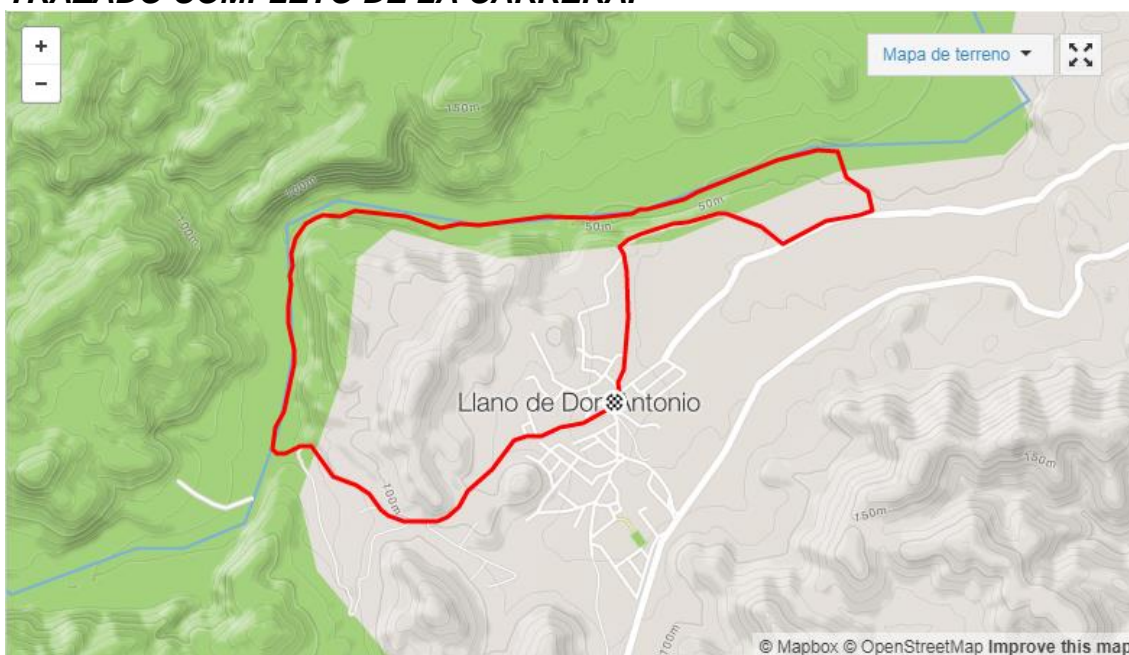 TRAZADO COMPLETO DE LA CARRERA:
+
−
Mapa de terreno
150m
100m
100m
50m
50m
Llano de Don Antonio
100m
150m
150m
100m
© Mapbox © OpenStreetMap Improve this map